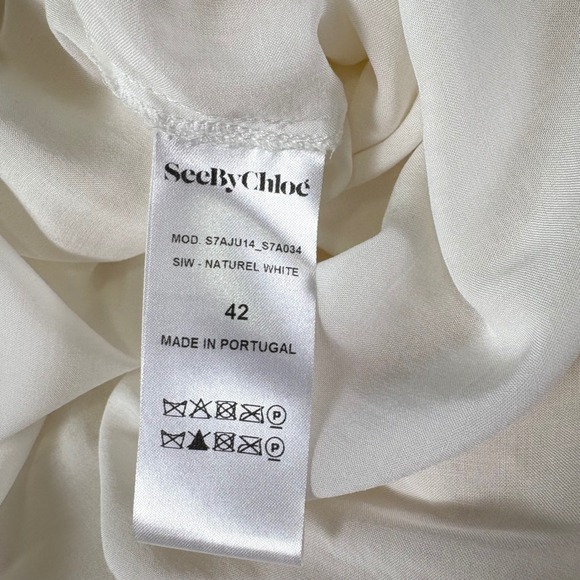 SeeByChloé
MOD. S7AJU14_S7A034
SIW - NATUREL WHITE
42
MADE IN PORTUGAL
P
P